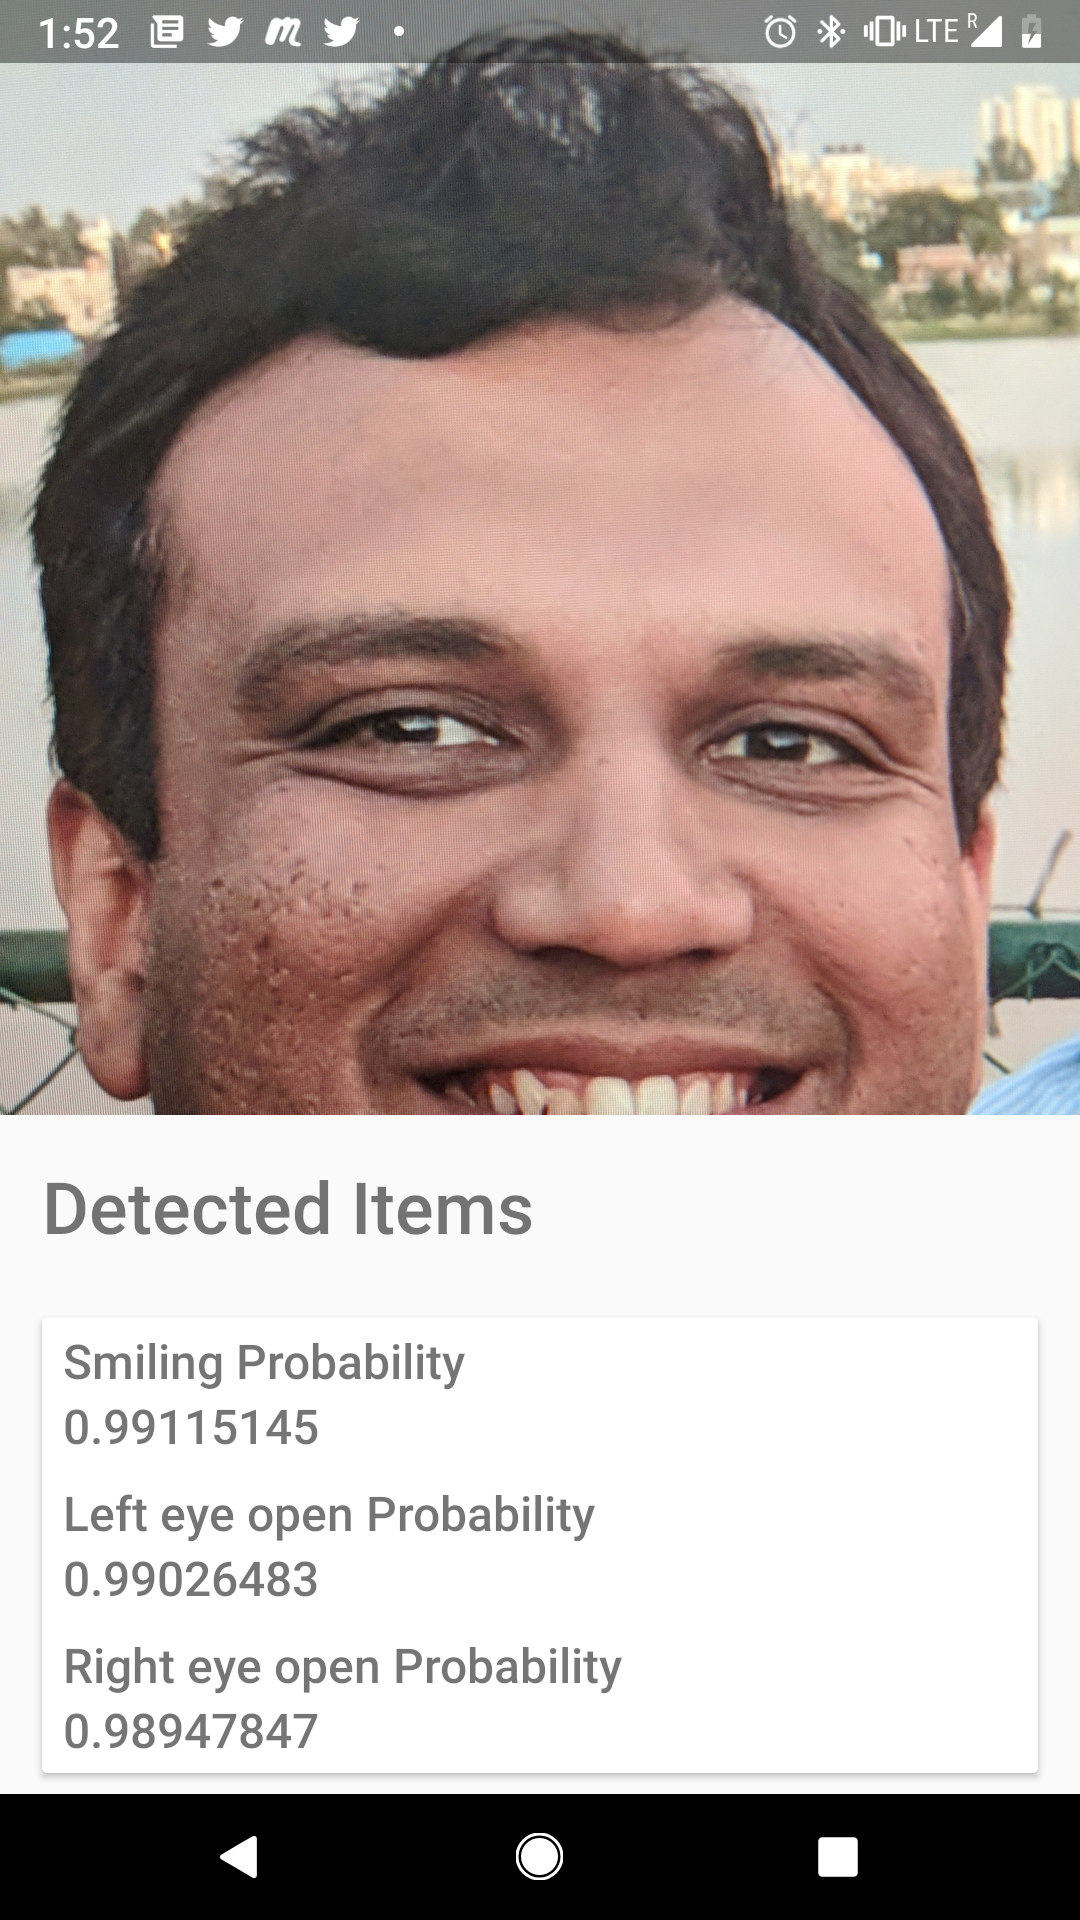 1:52
LTE R
Detected Items
Smiling Probability
0.99115145
Left eye open Probability
0.99026483
Right eye open Probability
0.98947847